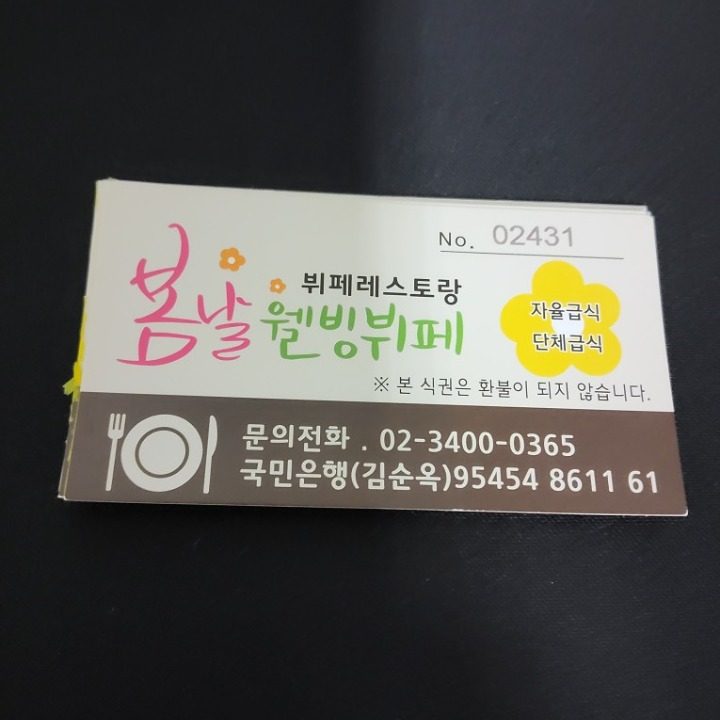 No. 02431
뷔페레스토랑
봄날 웰빙뷔페
자율급식
단체급식
※ 본 식권은 환불이 되지 않습니다.
문의전화 . 02-3400-0365
국민은행(김순옥)95454 8611 61